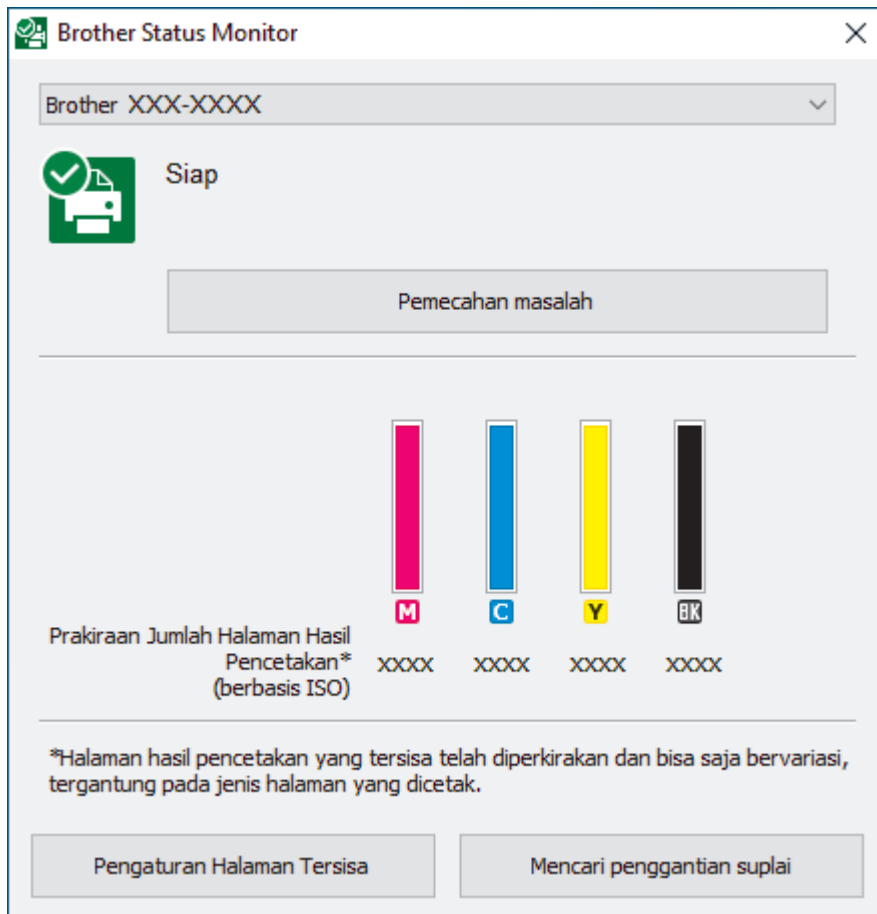 Brother Status Monitor
Brother XXX-XXXX
Siap
Pemecahan masalah
M C Y BK
Prakiraan Jumlah Halaman Hasil
Pencetakan* XXXX XXXX XXXX XXXX
(berbasis ISO)
*Halaman hasil pencetakan yang tersisa telah diperkirakan dan bisa saja bervariasi,
tergantung pada jenis halaman yang dicetak.
Pengaturan Halaman Tersisa
Mencari penggantian suplai